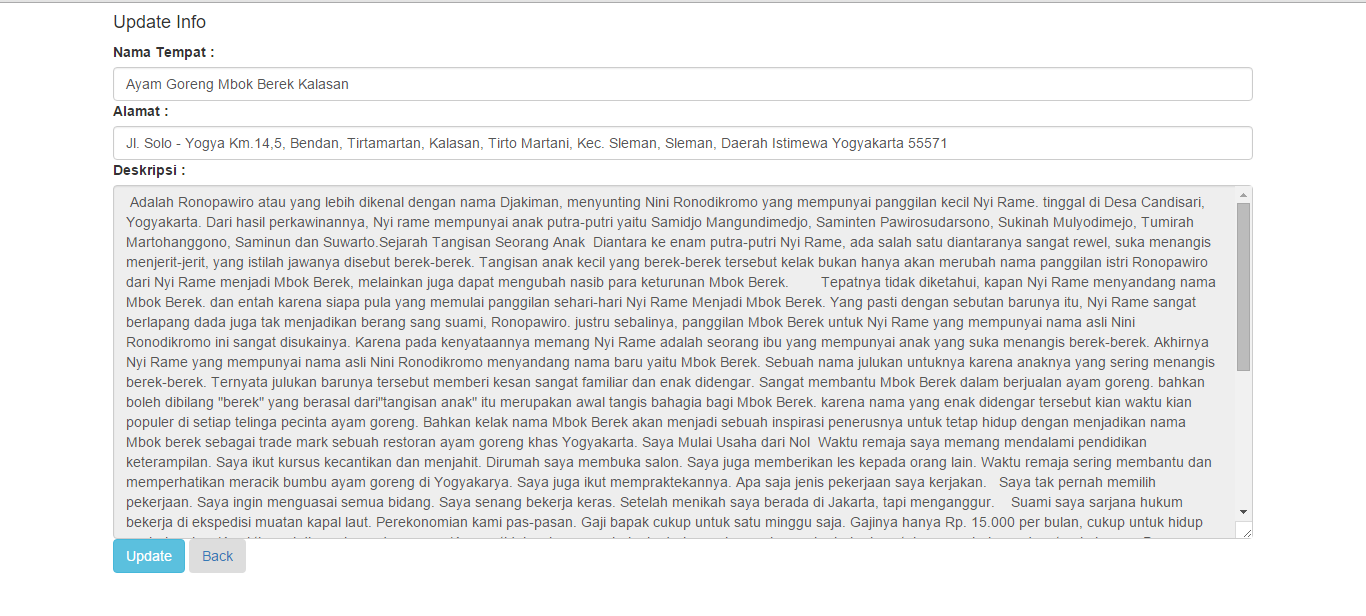 Update Info
Nama Tempat :
Ayam Goreng Mbok Berek Kalasan
Alamat :
Jl. Solo - Yogya Km.14,5, Bendan, Tirtamartan, Kalasan, Tirto Martani, Kec. Sleman, Sleman, Daerah Istimewa Yogyakarta 55571
Deskripsi :
Adalah Ronopawiro atau yang lebih dikenal dengan nama Djakiman, menyunting Nini Ronodikromo yang mempunyai panggilan kecil Nyi Rame. tinggal di Desa Candisari,
Yogyakarta. Dari hasil perkawinannya, Nyi rame mempunyai anak putra-putri yaitu Samidjo Mangundimedjo, Saminten Pawirosudarsono, Sukinah Mulyodimejo, Tumirah
Martohanggono, Saminun dan Suwarto.Sejarah Tangisan Seorang Anak  Diantara ke enam putra-putri Nyi Rame, ada salah satu diantaranya sangat rewel, suka menangis
menjerit-jerit, yang istilah jawanya disebut berek-berek. Tangisan anak kecil yang berek-berek tersebut kelak bukan hanya akan merubah nama panggilan istri Ronopawiro
dari Nyi Rame menjadi Mbok Berek, melainkan juga dapat mengubah nasib para keturunan Mbok Berek.        Tepatnya tidak diketahui, kapan Nyi Rame menyandang nama
Mbok Berek. dan entah karena siapa pula yang memulai panggilan sehari-hari Nyi Rame Menjadi Mbok Berek. Yang pasti dengan sebutan barunya itu, Nyi Rame sangat
berlapang dada juga tak menjadikan berang sang suami, Ronopawiro. justru sebalinya, panggilan Mbok Berek untuk Nyi Rame yang mempunyai nama asli Nini
Ronodikromo ini sangat disukainya. Karena pada kenyataannya memang Nyi Rame adalah seorang ibu yang mempunyai anak yang suka menangis berek-berek. Akhirnya
Nyi Rame yang mempunyai nama asli Nini Ronodikromo menyandang nama baru yaitu Mbok Berek. Sebuah nama julukan untuknya karena anaknya yang sering menangis
berek-berek. Ternyata julukan barunya tersebut memberi kesan sangat familiar dan enak didengar. Sangat membantu Mbok Berek dalam berjualan ayam goreng. bahkan
boleh dibilang "berek" yang berasal dari"tangisan anak" itu merupakan awal tangis bahagia bagi Mbok Berek. karena nama yang enak didengar tersebut kian waktu kian
populer di setiap telinga pecinta ayam goreng. Bahkan kelak nama Mbok Berek akan menjadi sebuah inspirasi penerusnya untuk tetap hidup dengan menjadikan nama
Mbok berek sebagai trade mark sebuah restoran ayam goreng khas Yogyakarta. Saya Mulai Usaha dari Nol  Waktu remaja saya memang mendalami pendidikan
keterampilan. Saya ikut kursus kecantikan dan menjahit. Dirumah saya membuka salon. Saya juga memberikan les kepada orang lain. Waktu remaja sering membantu dan
memperhatikan meracik bumbu ayam goreng di Yogyakarya. Saya juga ikut mempraktekannya. Apa saja jenis pekerjaan saya kerjakan.   Saya tak pernah memilih
pekerjaan. Saya ingin menguasai semua bidang. Saya senang bekerja keras. Setelah menikah saya berada di Jakarta, tapi menganggur.    Suami saya sarjana hukum
bekerja di ekspedisi muatan kapal laut. Perekonomian kami pas-pasan. Gaji bapak cukup untuk satu minggu saja. Gajinya hanya Rp. 15.000 per bulan, cukup untuk hidup
Update
Back